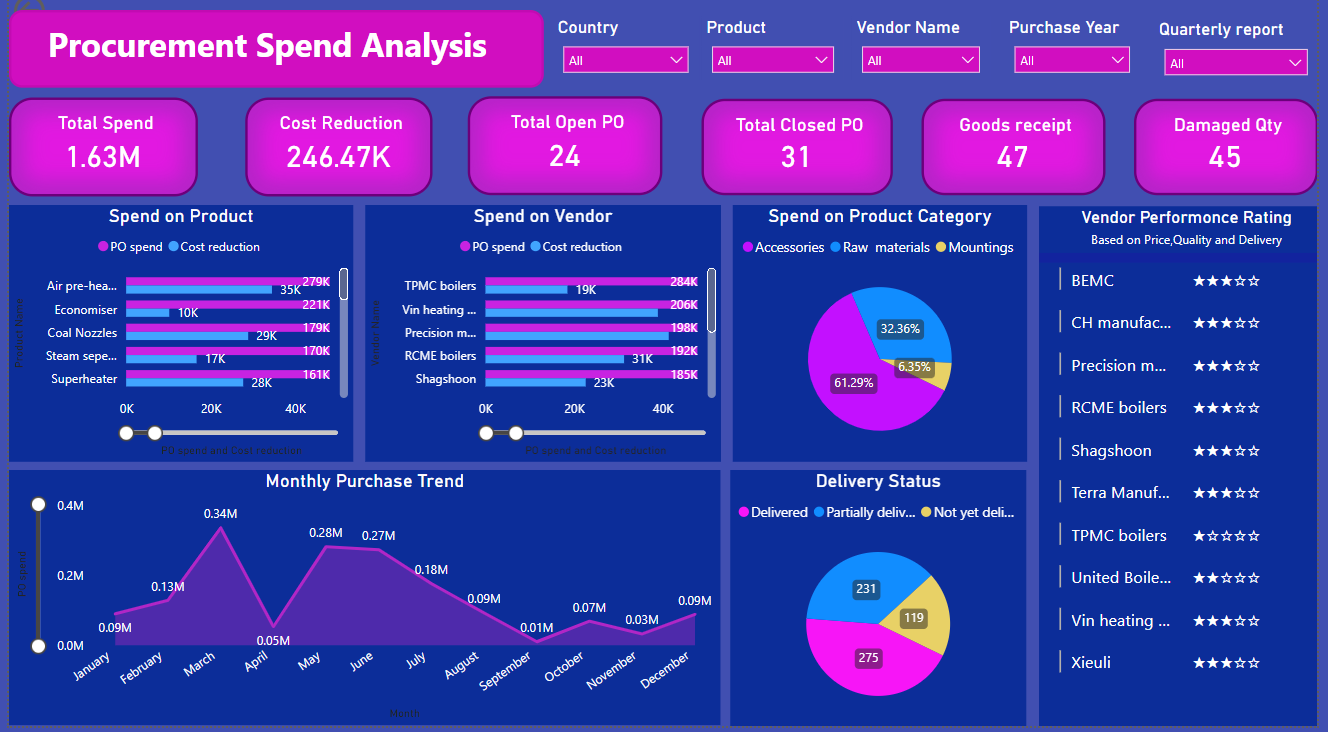 Procurement Spend Analysis
Country
Product
Vendor Name
Purchase Year
Quarterly report
All
All
All
All
All
Total Spend
1.63M
Cost Reduction
246.47K
Total Open PO
24
Total Closed PO
31
Goods receipt
47
Damaged Qty
45
Spend on Product
PO spend
Cost reduction
Product Name
Air pre-hea...
279K
35K
Economiser
221K
10K
Coal Nozzles
179K
29K
Steam sepe...
170K
17K
Superheater
161K
28K
0K
20K
40K
PO spend and Cost reduction
Spend on Vendor
PO spend
Cost reduction
Vendor Name
TPMC boilers
284K
19K
Vin heating ...
206K
Precision m...
198K
RCME boilers
192K
31K
Shagshoon
185K
23K
0K
20K
40K
PO spend and Cost reduction
Spend on Product Category
Accessories
Raw materials
Mountings
32.36%
6.35%
61.29%
Vendor Performonce Rating
Based on Price,Quality and Delivery
BEMC ★★★☆☆
CH manufac... ★★★☆☆
Precision m... ★★★☆☆
RCME boilers ★★★☆☆
Shagshoon ★★★☆☆
Terra Manuf... ★★★☆☆
TPMC boilers ★☆☆☆☆
United Boile... ★★☆☆☆
Vin heating ... ★★★☆☆
Xieuli ★★★☆☆
Monthly Purchase Trend
PO spend
0.4M
0.2M
0.0M
0.09M
0.13M
0.34M
0.05M
0.28M
0.27M
0.18M
0.09M
0.01M
0.07M
0.03M
0.09M
January
February
March
April
May
June
July
August
September
October
November
December
Month
Delivery Status
Delivered
Partially deliv...
Not yet deli...
231
119
275